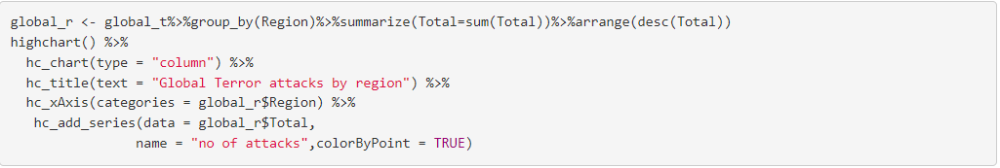 global_r <- global_t%>%group_by(Region)%>%summarize(Total=sum(Total))%>%arrange(desc(Total))
highchart() %>%
  hc_chart(type = "column") %>%
  hc_title(text = "Global Terror attacks by region") %>%
  hc_xAxis(categories = global_r$Region) %>%
   hc_add_series(data = global_r$Total,
                name = "no of attacks",colorByPoint = TRUE)